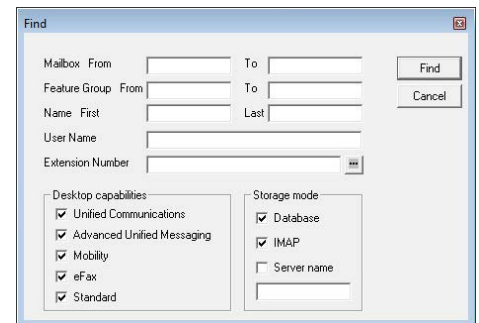 Find
Mailbox From To
Find
Feature Group From To
Cancel
Name First Last
User Name
Extension Number ...
Desktop capabilities
Unified Communications
Advanced Unified Messaging
Mobility
eFax
Standard
Storage mode
Database
IMAP
Server name